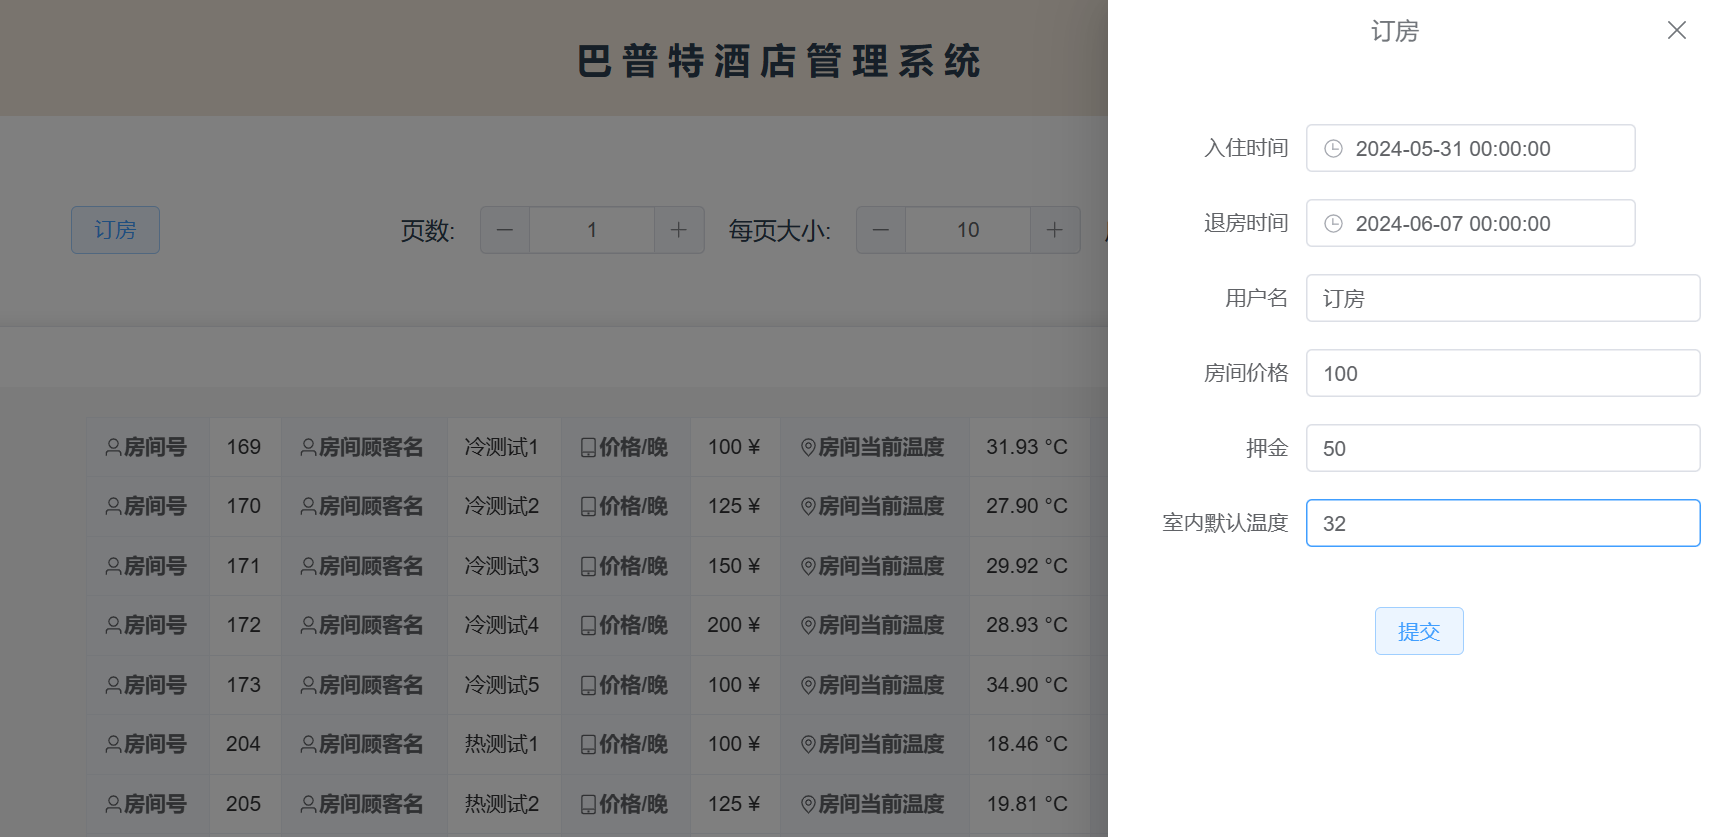 巴普特酒店管理系统
订房
页数: 1
每页大小: 10
房间号 169 房间顾客名 冷测试1 价格/晚 100 ¥ 房间当前温度 31.93 °C
房间号 170 房间顾客名 冷测试2 价格/晚 125 ¥ 房间当前温度 27.90 °C
房间号 171 房间顾客名 冷测试3 价格/晚 150 ¥ 房间当前温度 29.92 °C
房间号 172 房间顾客名 冷测试4 价格/晚 200 ¥ 房间当前温度 28.93 °C
房间号 173 房间顾客名 冷测试5 价格/晚 100 ¥ 房间当前温度 34.90 °C
房间号 204 房间顾客名 热测试1 价格/晚 100 ¥ 房间当前温度 18.46 °C
房间号 205 房间顾客名 热测试2 价格/晚 125 ¥ 房间当前温度 19.81 °C
订房
入住时间 2024-05-31 00:00:00
退房时间 2024-06-07 00:00:00
用户名 订房
房间价格 100
押金 50
室内默认温度 32
提交